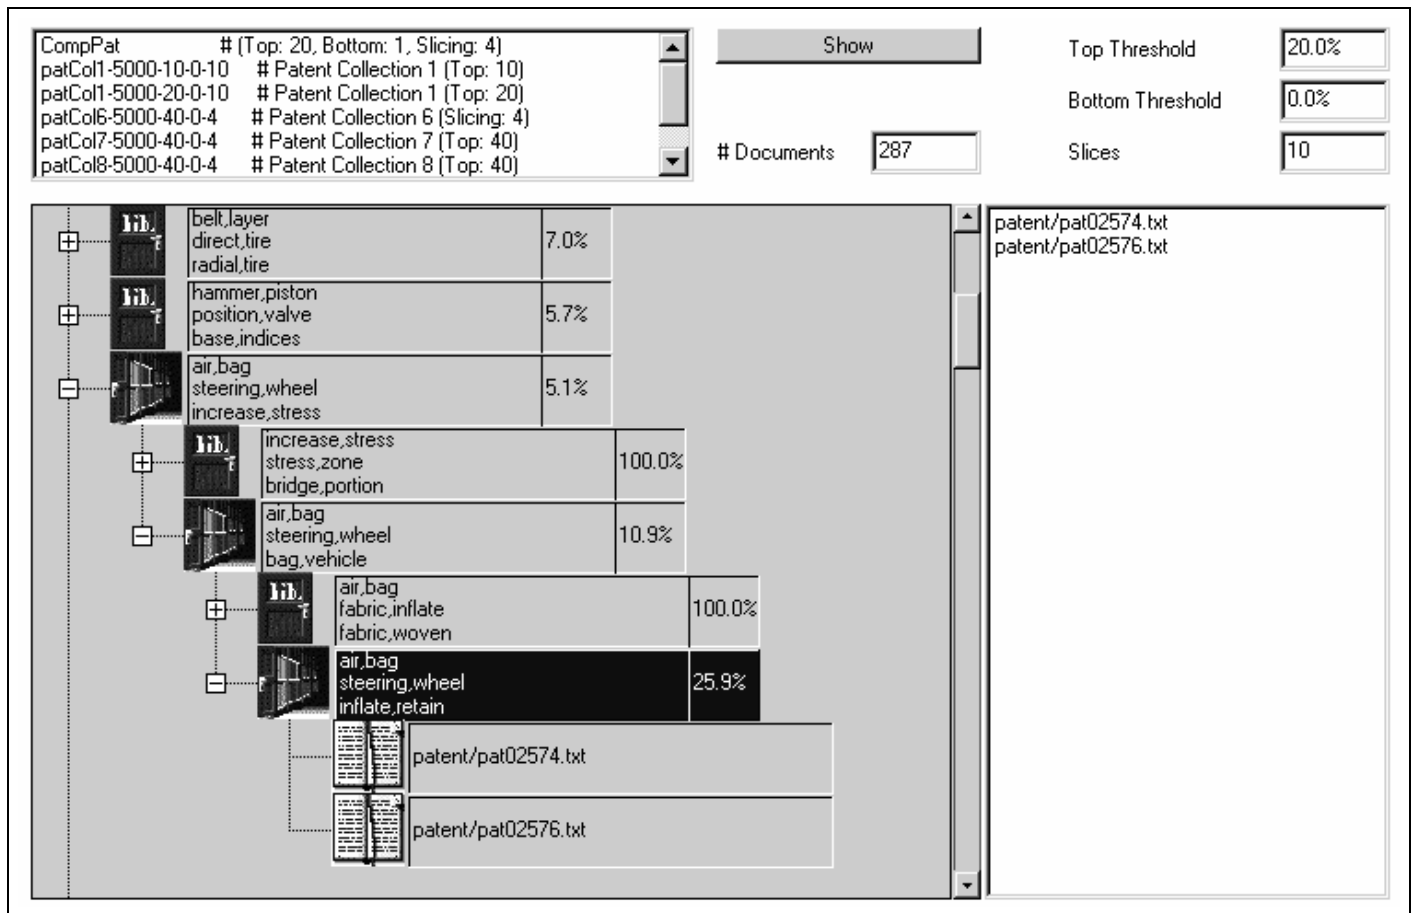 CompPat # (Top: 20, Bottom: 1, Slicing: 4)
patCol1-5000-10-0-10 # Patent Collection 1 (Top: 10)
patCol1-5000-20-0-10 # Patent Collection 1 (Top: 20)
patCol6-5000-40-0-4 # Patent Collection 6 (Slicing: 4)
patCol7-5000-40-0-4 # Patent Collection 7 (Top: 40)
patCol8-5000-40-0-4 # Patent Collection 8 (Top: 40)
Show
# Documents 287
Top Threshold 20.0%
Bottom Threshold 0.0%
Slices 10
lib.
belt,layer
direct,tire
radial,tire
7.0%
lib.
hammer,piston
position,valve
base,indices
5.7%
air,bag
steering,wheel
increase,stress
5.1%
lib.
increase,stress
stress,zone
bridge,portion
100.0%
air,bag
steering,wheel
bag,vehicle
10.9%
lib.
air,bag
fabric,inflate
fabric,woven
100.0%
air,bag
steering,wheel
inflate,retain
25.9%
patent/pat02574.txt
patent/pat02576.txt
patent/pat02574.txt
patent/pat02576.txt